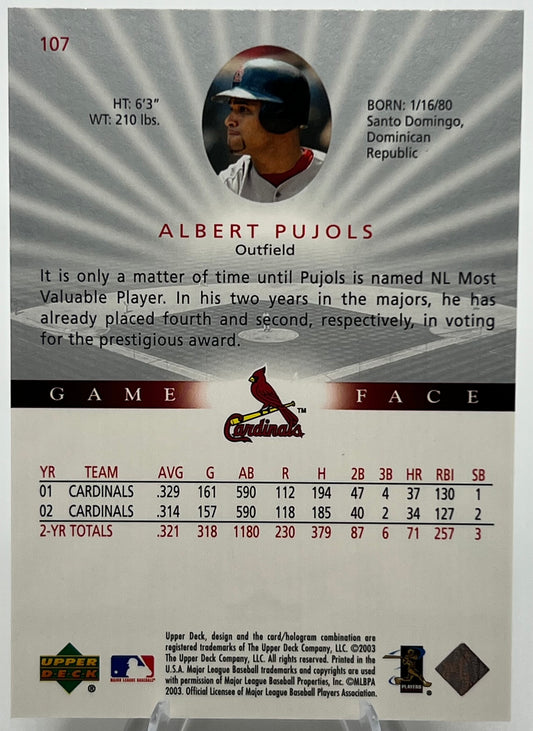 107
HT: 6'3"
WT: 210 lbs.
BORN: 1/16/80
Santo Domingo,
Dominican
Republic
ALBERT PUJOLS
Outfield
It is only a matter of time until Pujols is named NL Most
Valuable Player. In his two years in the majors, he has
already placed fourth and second, respectively, in voting
for the prestigious award.
GAME FACE
Cardinals TM
YR TEAM AVG G AB R H 2B 3B HR RBI SB
01 CARDINALS .329 161 590 112 194 47 4 37 130 1
02 CARDINALS .314 157 590 118 185 40 2 34 127 2
2-YR TOTALS .321 318 1180 230 379 87 6 71 257 3
Upper Deck, design and the card/hologram combination are
registered trademarks of The Upper Deck Company, LLC. ©2003
The Upper Deck Company, LLC. All rights reserved. Printed in the
U.S.A. Major League Baseball trademarks and copyrights are used
with permission of Major League Baseball Properties, Inc. ©MLBPA
2003. Official Licensee of Major League Baseball Players Association.
UPPER
DECK
®
MAJOR LEAGUE BASEBALL
PLAYERS
®